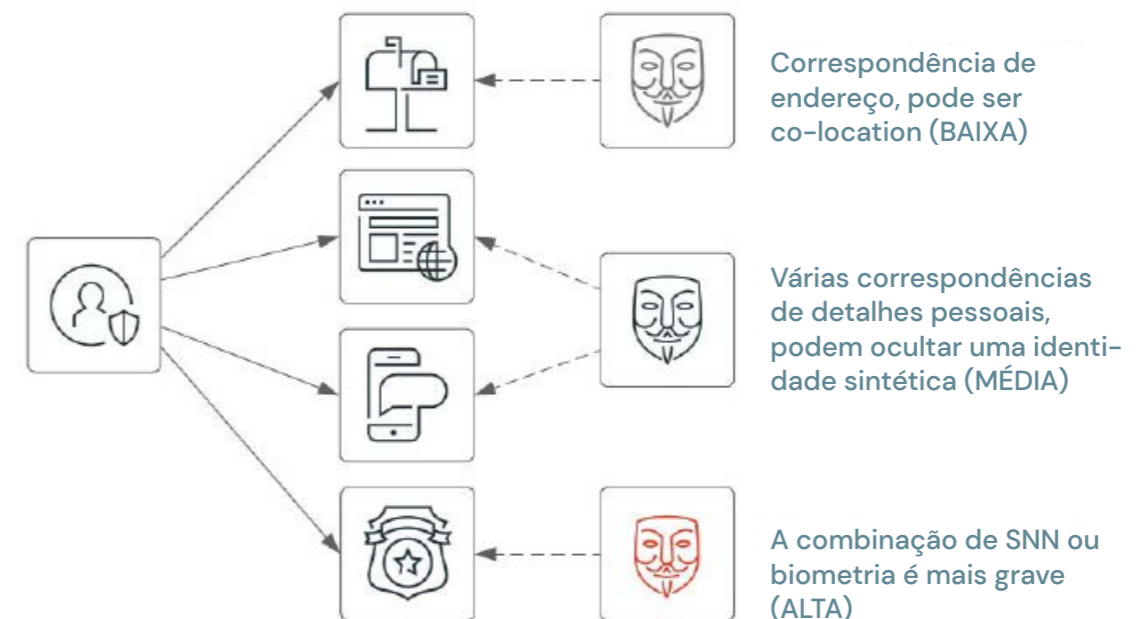 Correspondência de
endereço, pode ser
co-location (BAIXA)
Várias correspondências
de detalhes pessoais,
podem ocultar uma identi-
dade sintética (MÉDIA)
A combinação de SNN ou
biometria é mais grave
(ALTA)